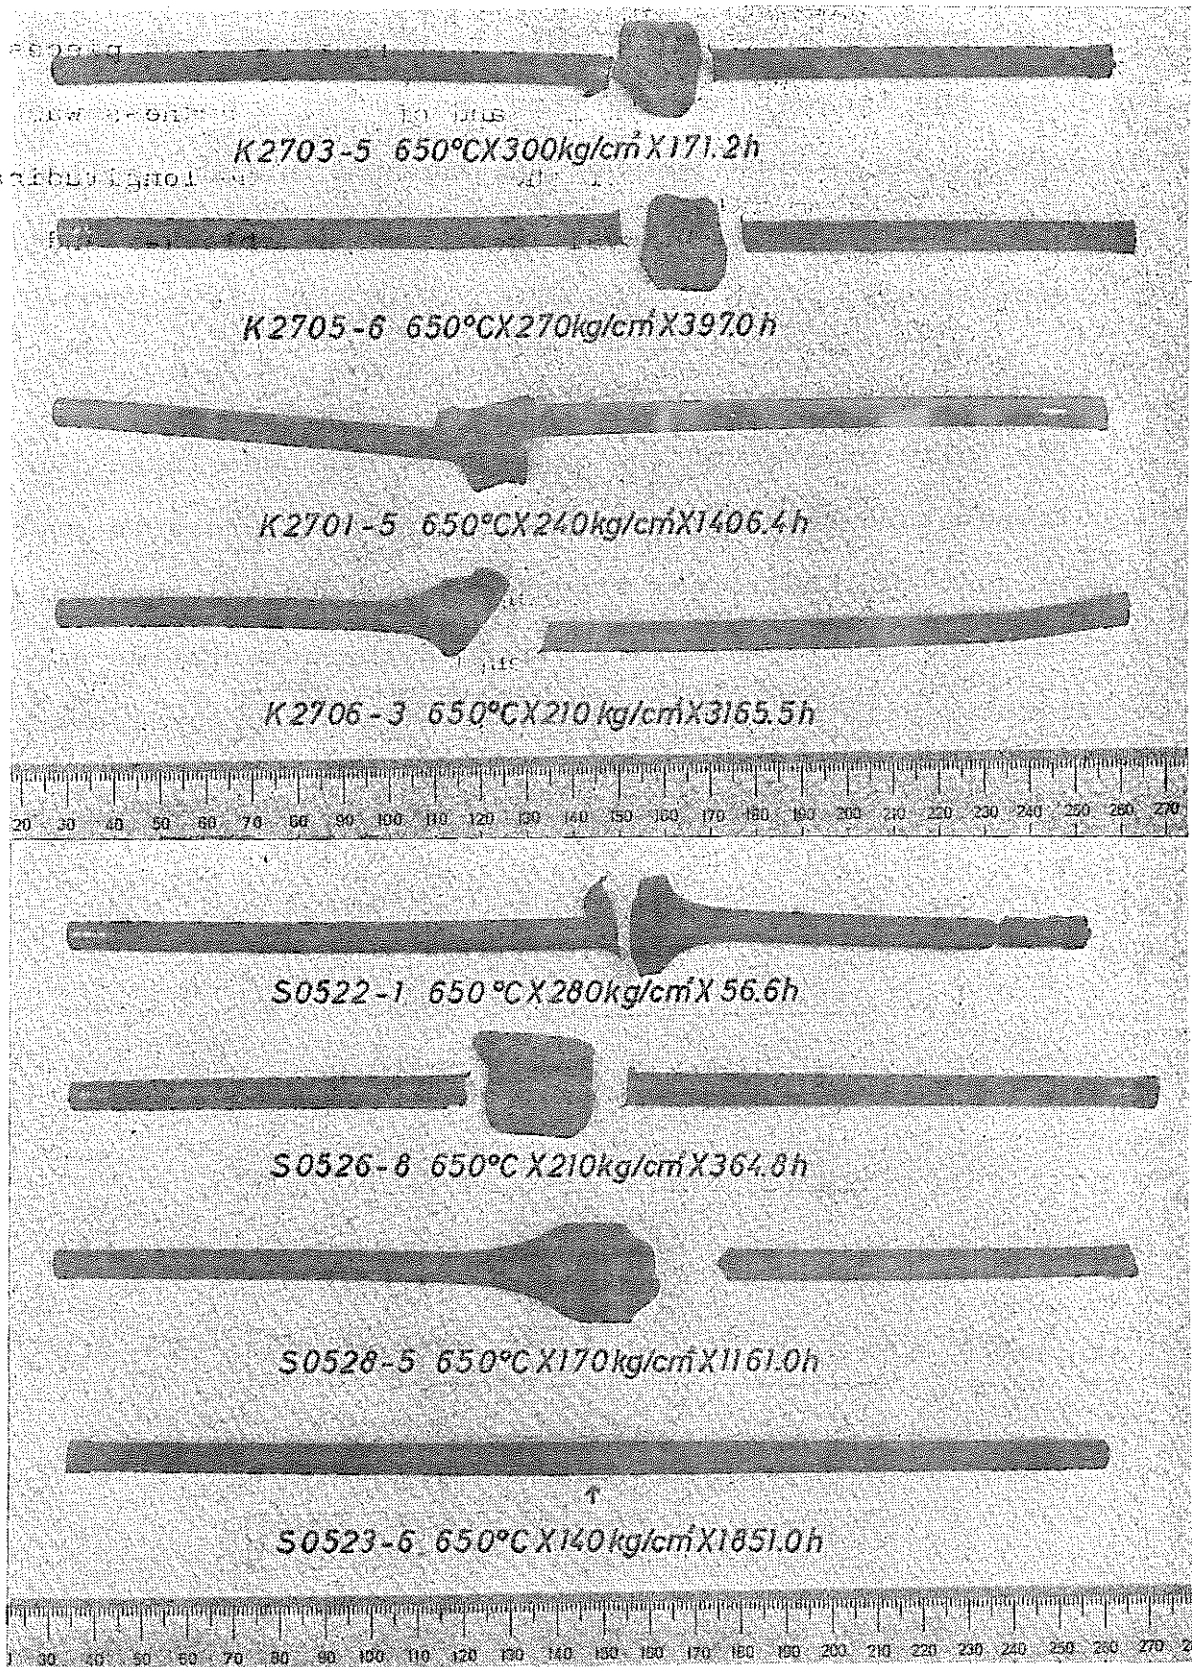 K2703-5 650°CX300kg/cm²X171.2h
K2705-6 650°CX270kg/cm²X397.0h
K2701-5 650°CX240kg/cm²X1406.4h
K2706-3 650°CX210kg/cm²X3165.5h
20 30 40 50 60 70 80 90 100 110 120 130 140 150 160 170 180 190 200 210 220 230 240 250 260 270
S0522-1 650°CX280kg/cm²X56.6h
S0526-8 650°CX210kg/cm²X364.8h
S0528-5 650°CX170kg/cm²X1161.0h
↑
S0523-6 650°CX140kg/cm²X1851.0h
30 40 50 60 70 80 90 100 110 120 130 140 150 160 170 180 190 200 210 220 230 240 250 260 270